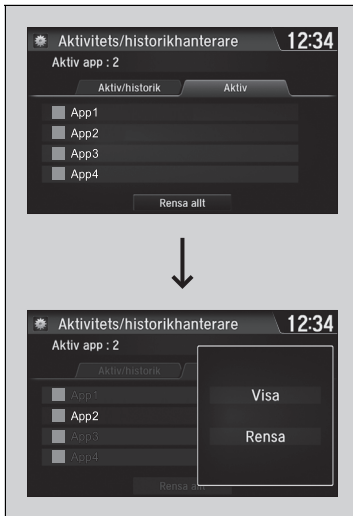 Aktivitets/historikhanterare 12:34
Aktiv app : 2
Aktiv/historik Aktiv
App1
App2
App3
App4
Rensa allt
Aktivitets/historikhanterare 12:34
Aktiv app : 2
Aktiv/historik
App1
App2
App3
App4
Visa
Rensa
Rensa allt